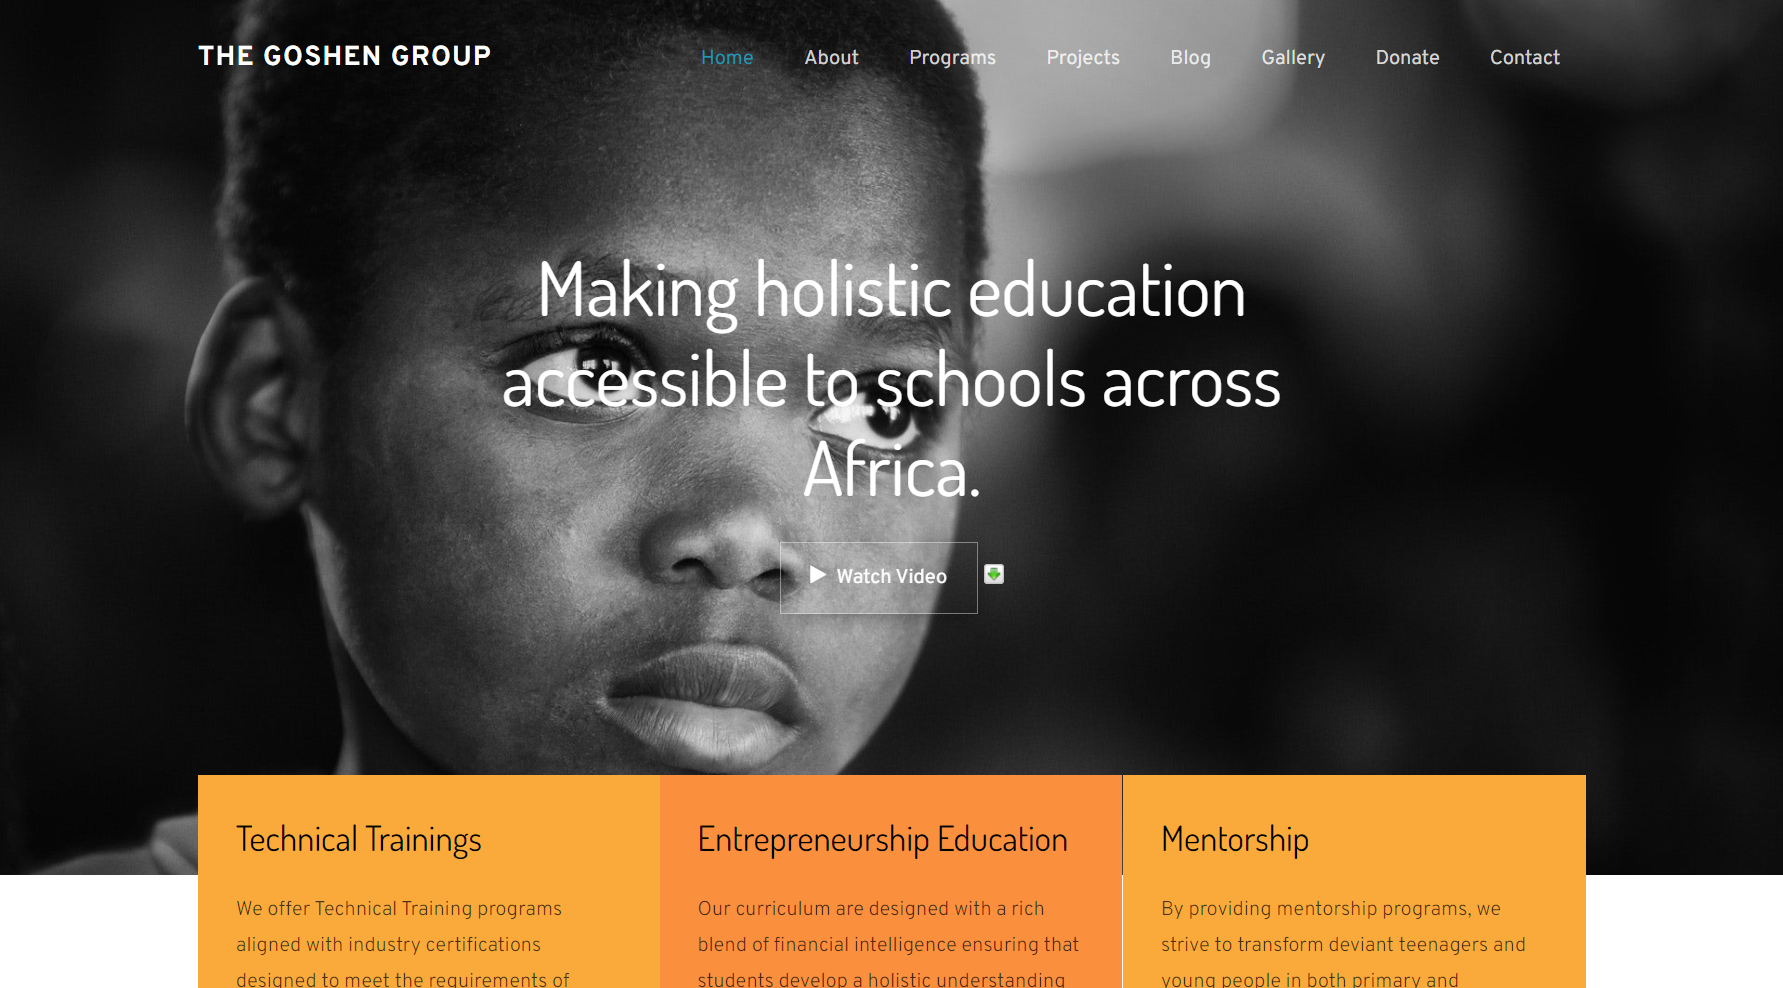 THE GOSHEN GROUP
Home About Programs Projects Blog Gallery Donate Contact
Making holistic education
accessible to schools across
Africa.
Watch Video
Technical Trainings
We offer Technical Training programs
aligned with industry certifications
designed to meet the requirements of
Entrepreneurship Education
Our curriculum are designed with a rich
blend of financial intelligence ensuring that
students develop a holistic understanding
Mentorship
By providing mentorship programs, we
strive to transform deviant teenagers and
young people in both primary and